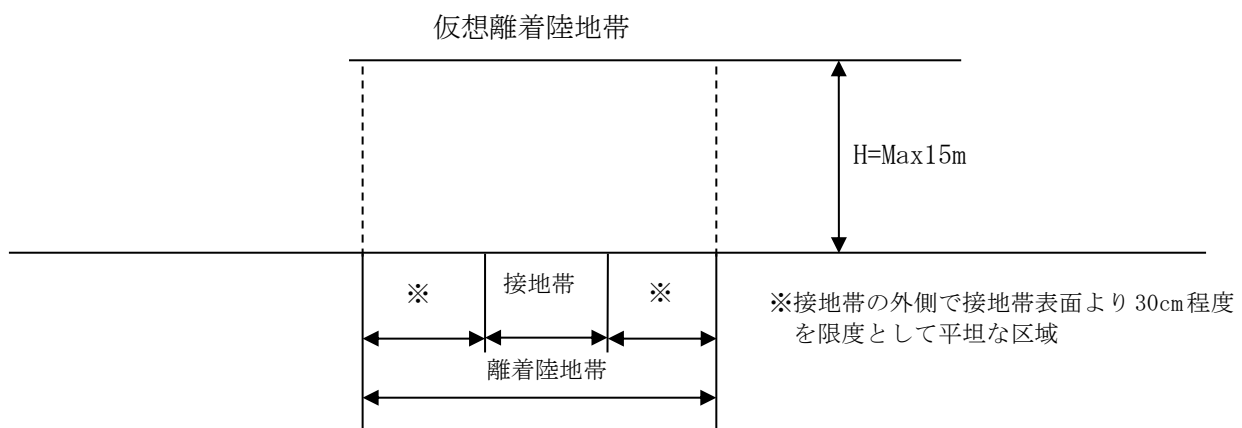 仮想離着陸地帯
H=Max15m
※
接地帯
※
※接地帯の外側で接地帯表面より30cm程度
を限度として平坦な区域
離着陸地帯